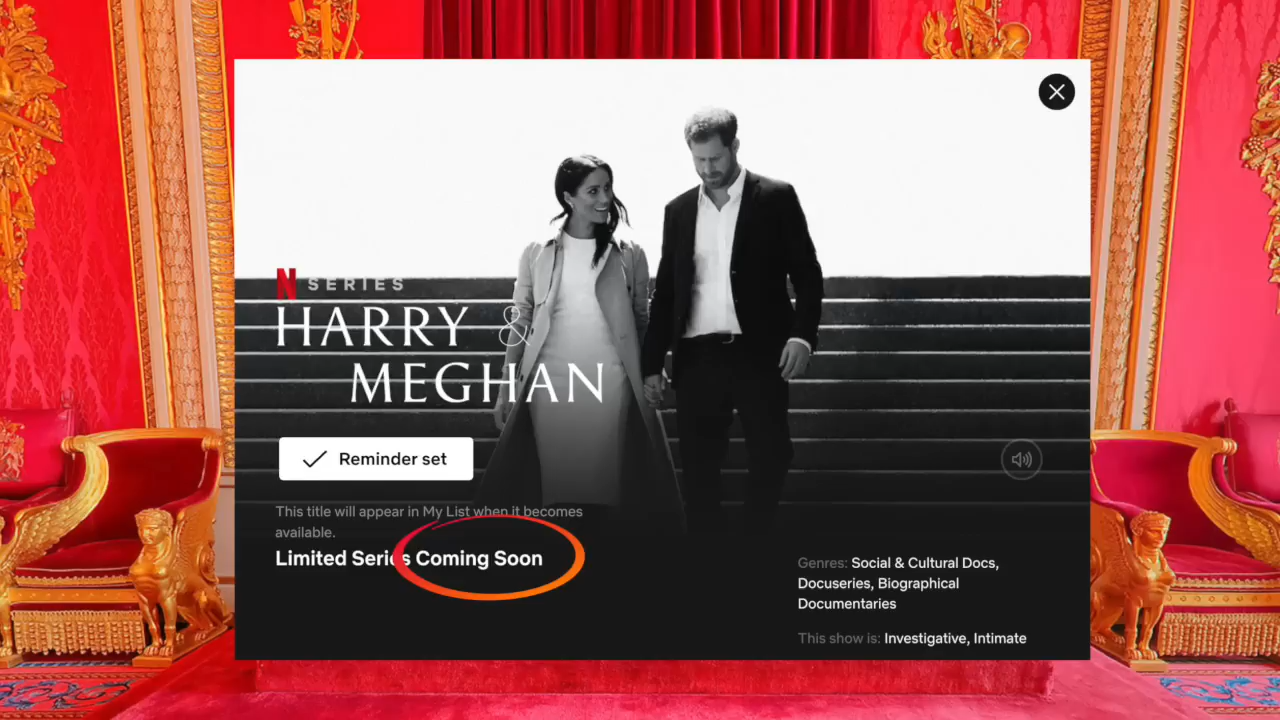 N SERIES
HARRY &
MEGHAN
Reminder set
This title will appear in My List when it becomes
available.
Limited Series Coming Soon
Genres: Social & Cultural Docs,
Docuseries, Biographical
Documentaries
This show is: Investigative, Intimate